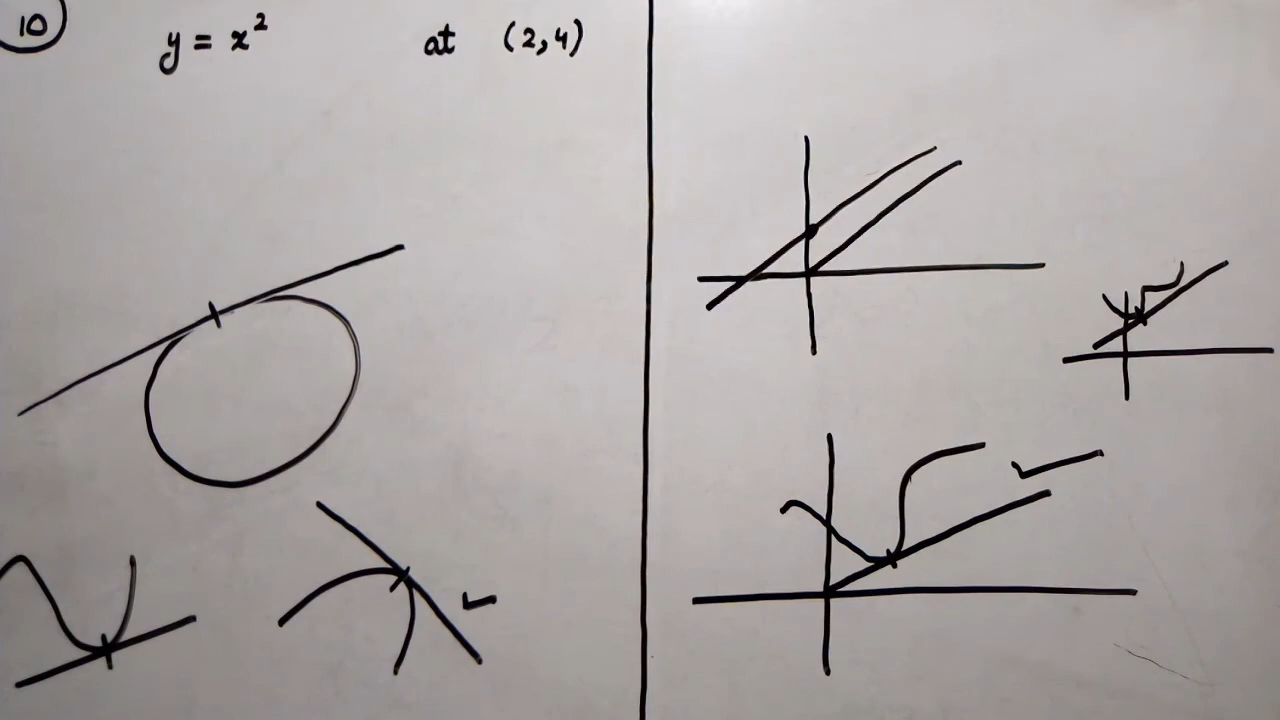 10
y = x² at (2,4)